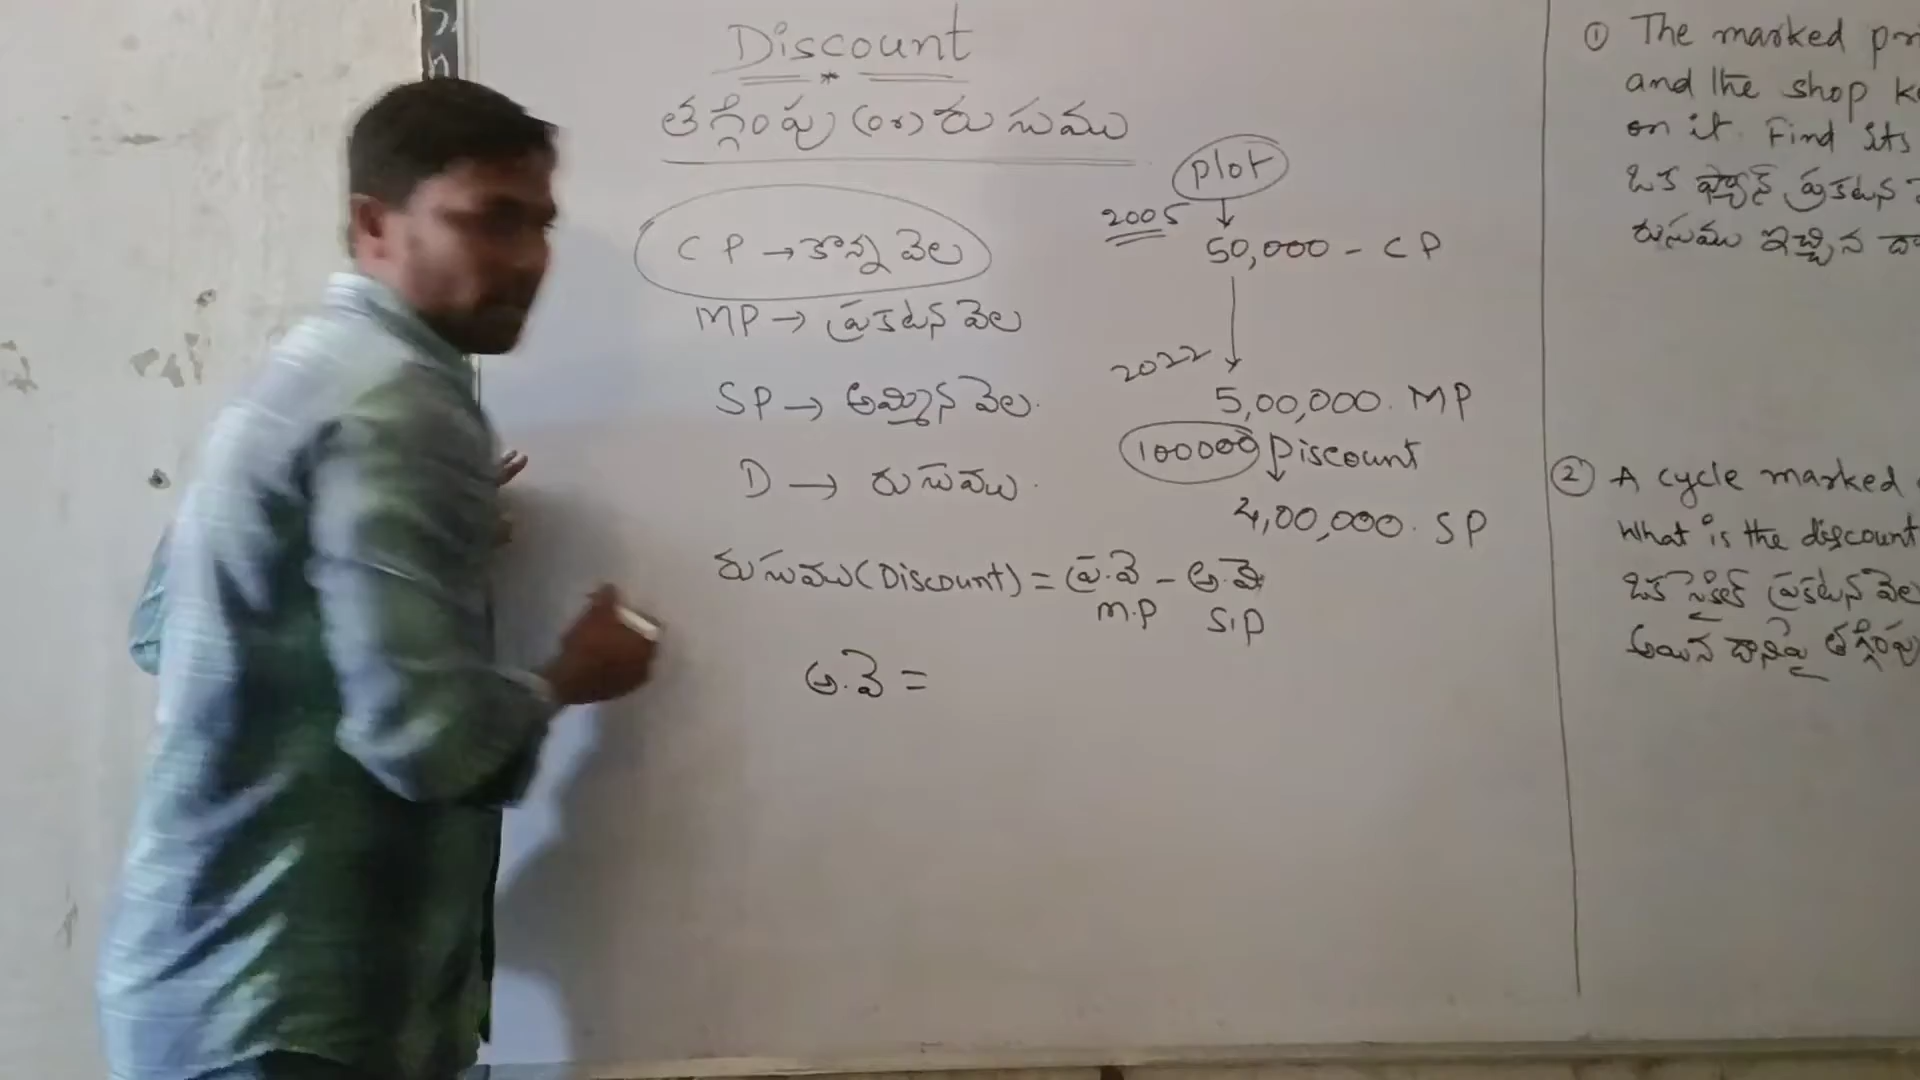 Discount
తగ్గింపు (or) రుసుము
CP → కొన్న వెల
MP → ప్రకటన వెల
SP → అమ్మిన వెల.
D → రుసుము.
రుసుము (Discount) = ప్ర.వె - అ.వె
M.P S.P
అ.వె =
plot
2005
50,000 - CP
2022
5,00,000. MP
100000 Discount
4,00,000. SP
① The marked
and the shop
on it. Find its
ఒక ఫ్యాన్ ప్రకటన
రుసుము ఇచ్చిన
② A cycle marked
What is the discount
ఒక సైకిల్ ప్రకటన వెల
అయిన దానిపై తగ్గింపు